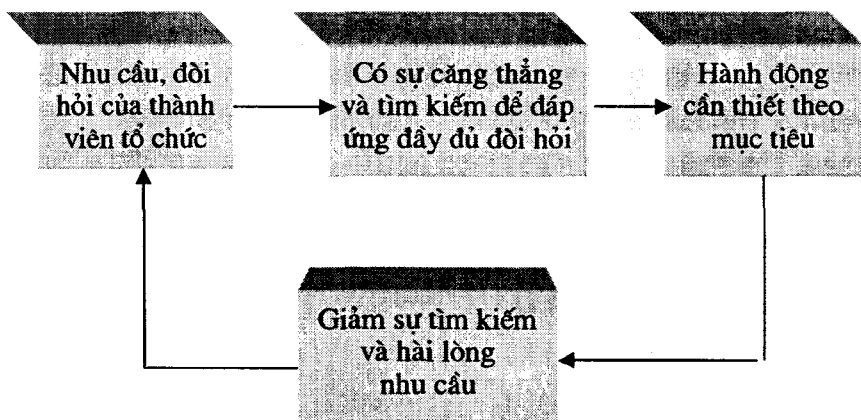 Nhu cầu, đòi
hỏi của thành
viên tổ chức
Có sự căng thẳng
và tìm kiếm để đáp
ứng đầy đủ đòi hỏi
Hành động
cần thiết theo
mục tiêu
Giảm sự tìm kiếm
và hài lòng
nhu cầu